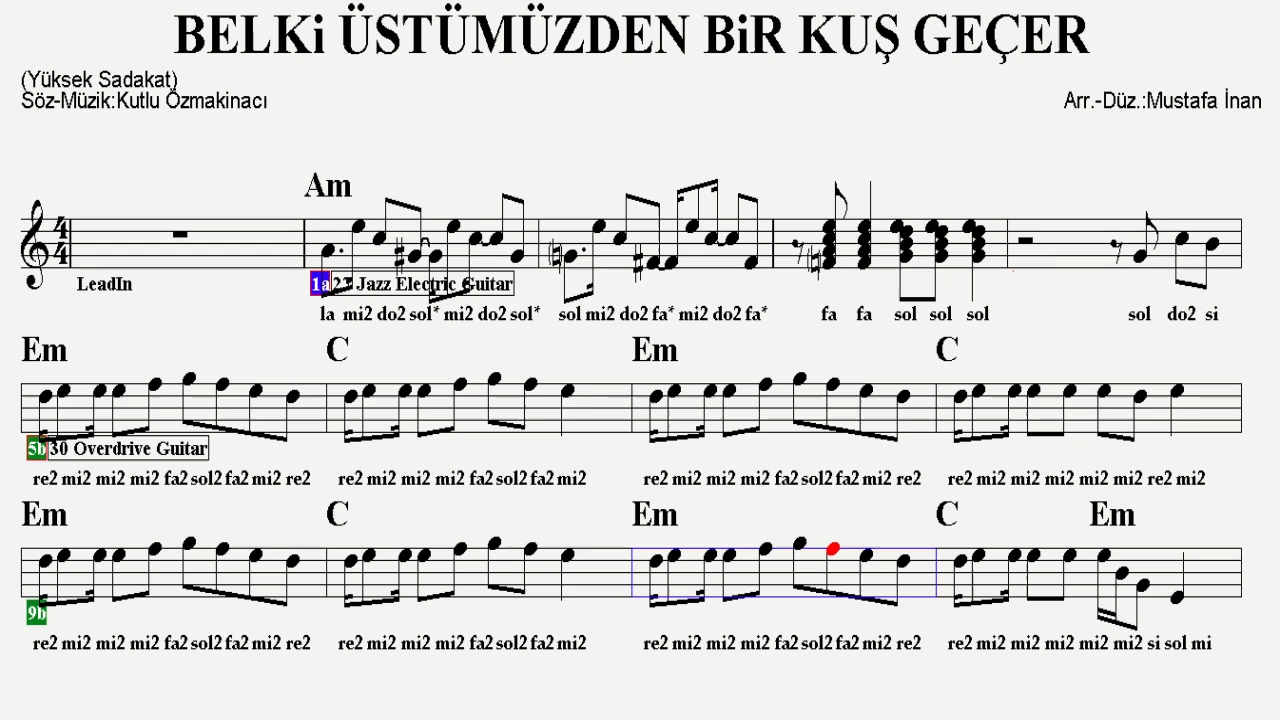 BELKi ÜSTÜMÜZDEN BiR KUŞ GEÇER
(Yüksek Sadakat)
Söz-Müzik:Kutlu Özmakinacı
Arr.-Düz.:Mustafa İnan
Am
4
4
LeadIn
1a 27 Jazz Electric Guitar
la mi2 do2 sol* mi2 do2 sol* sol mi2 do2 fa* mi2 do2 fa* fa fa sol sol sol sol do2 si
Em C Em C
5b 30 Overdrive Guitar
re2 mi2 mi2 mi2 fa2 sol2 fa2 mi2 re2 re2 mi2 mi2 mi2 fa2 sol2 fa2 mi2 re2 mi2 mi2 mi2 fa2 sol2 fa2 mi2 re2 re2 mi2 mi2 mi2 mi2 mi2 re2 mi2
Em C Em C Em
9b
re2 mi2 mi2 mi2 fa2 sol2 fa2 mi2 re2 re2 mi2 mi2 mi2 fa2 sol2 fa2 mi2 re2 mi2 mi2 mi2 fa2 sol2 fa2 mi2 re2 re2 mi2 mi2 mi2 mi2 mi2 si sol mi